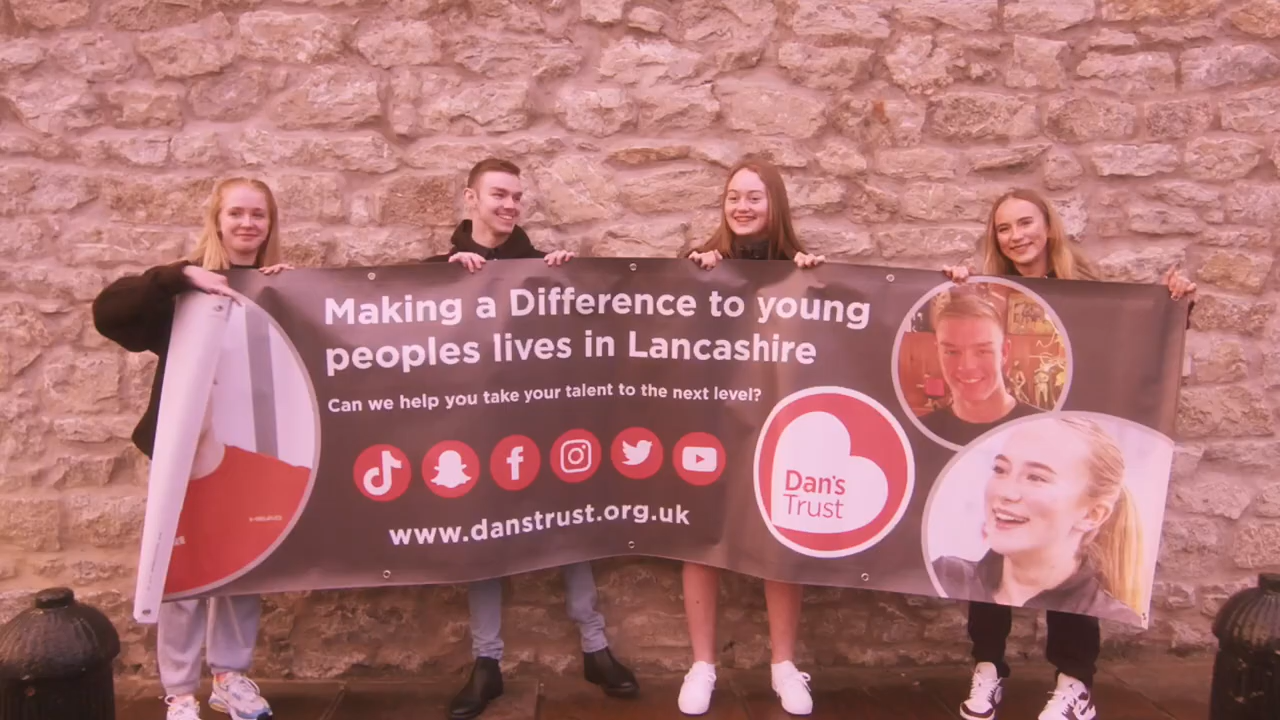 Making a Difference to young
peoples lives in Lancashire
Can we help you take your talent to the next level?
www.danstrust.org.uk
Dan's
Trust
HEAD